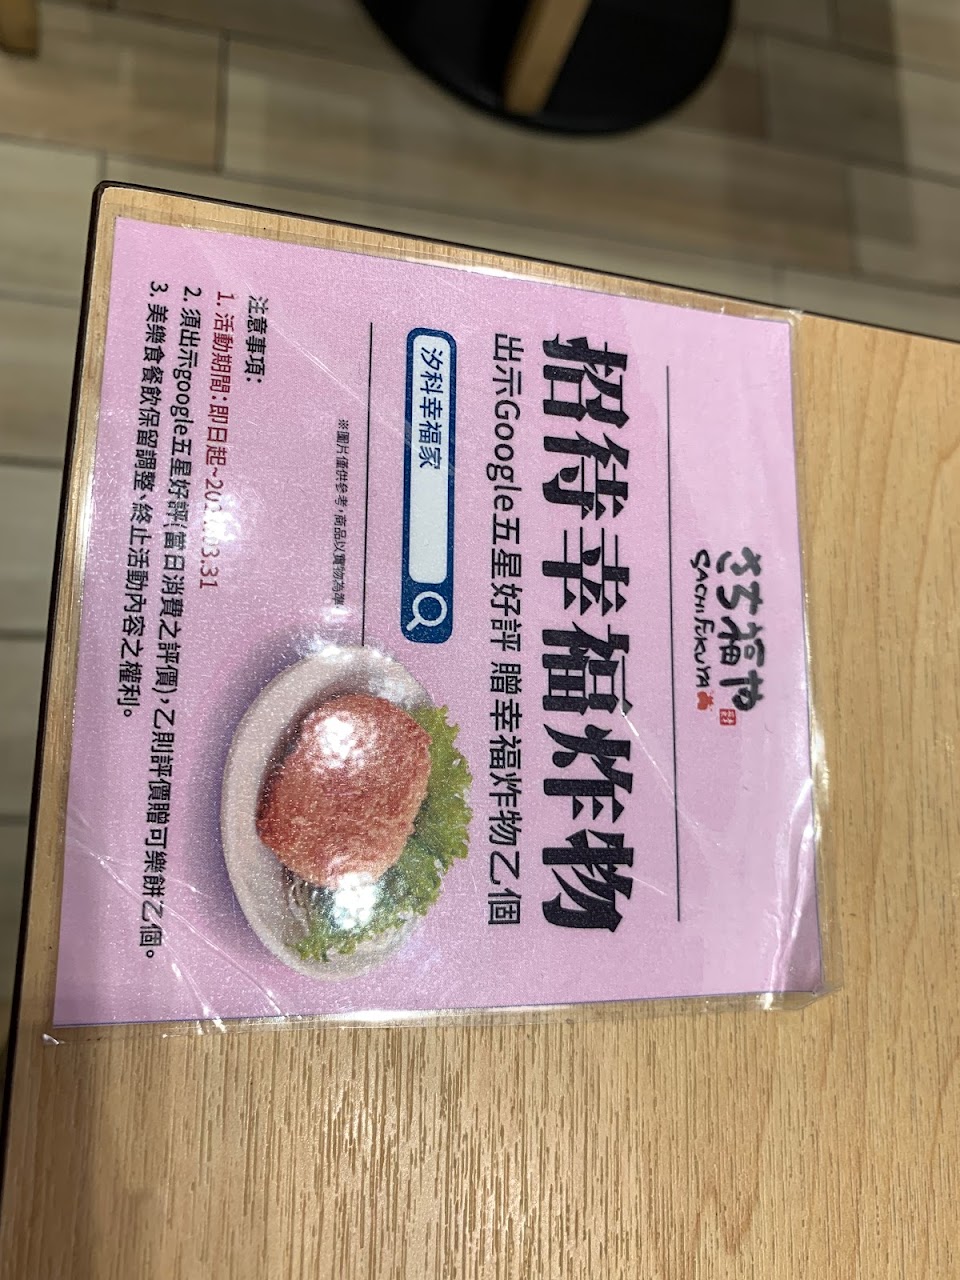 さち福や
SACHI FUKUYA
招待幸福炸物
出示Google五星好評 贈幸福炸物乙個
汐科幸福家
※圖片僅供參考,商品以實物為準
注意事項:
1. 活動期間:即日起~20 .03.31
2. 須出示google五星好評(當日消費之評價),乙則評價贈可樂餅乙個。
3. 美樂食餐飲保留調整、終止活動內容之權利。